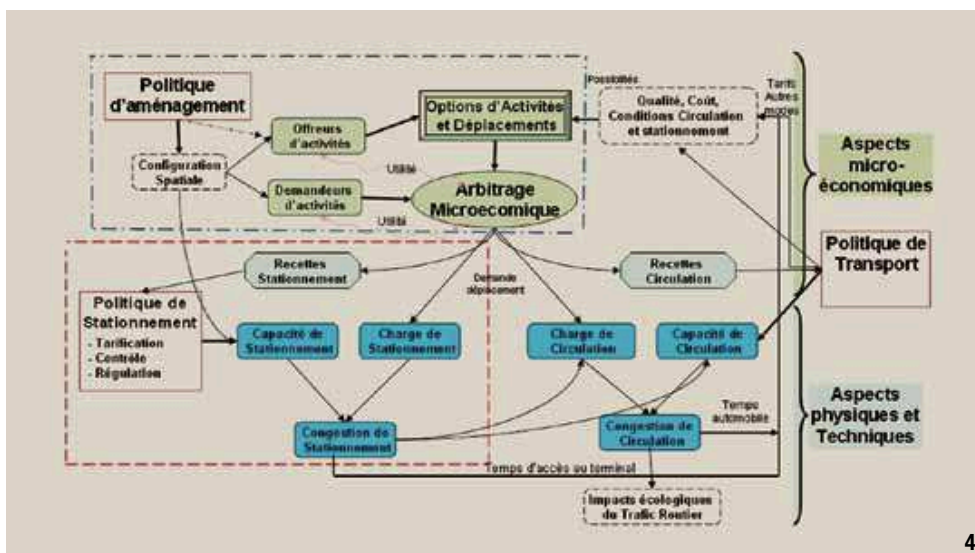 Politique
d'aménagement
Offreurs
d'activités
Options d'Activités
et Déplacements
Possiblités
Qualité, Coût,
Conditions Circulation
et stationnement
Tarifs
Autres
modes
Aspects
micro-
économiques
Configuration
Spatiale
Utilité
Demandeurs
d'activités
Arbitrage
Microecomique
Utilité
Politique de
Transport
Recettes
Stationnement
Demande
déplacement
Recettes
Circulation
Politique de
Stationnement
- Tarification
- Contrôle
- Régulation
Capacité de
Stationnement
Charge de
Stationnement
Charge de
Circulation
Capacité de
Circulation
Aspects
physiques et
Techniques
Congestion de
Stationnement
Congestion de
Circulation
Temps
automobile
Temps d'accès au terminal
Impacts écologiques
du Trafic Routier
4